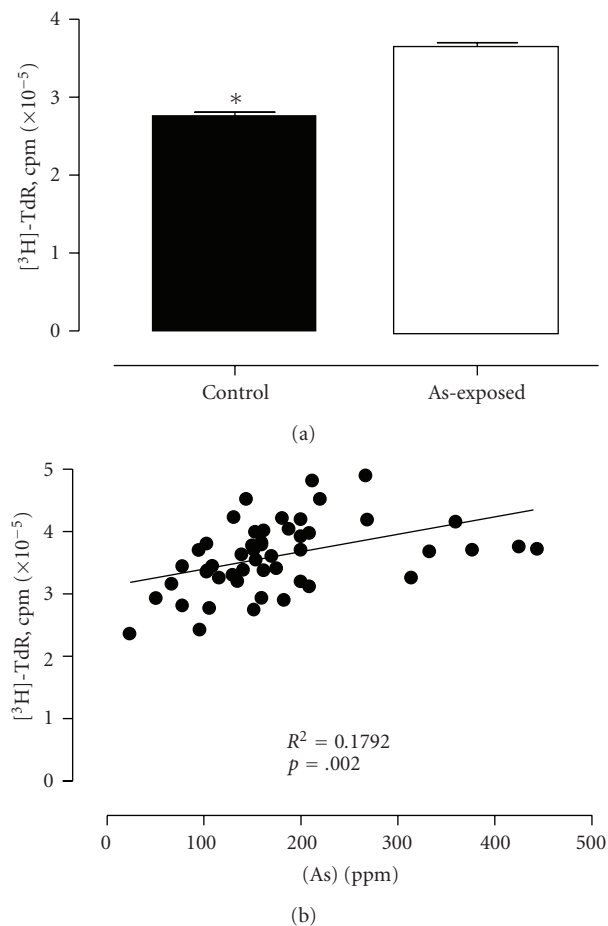 4
3
2
1
0
[³H]-TdR, cpm (×10⁻⁵)
*
Control
As-exposed
(a)
5
4
3
2
1
0
[³H]-TdR, cpm (×10⁻⁵)
R² = 0.1792
p = .002
0 100 200 300 400 500
(As) (ppm)
(b)